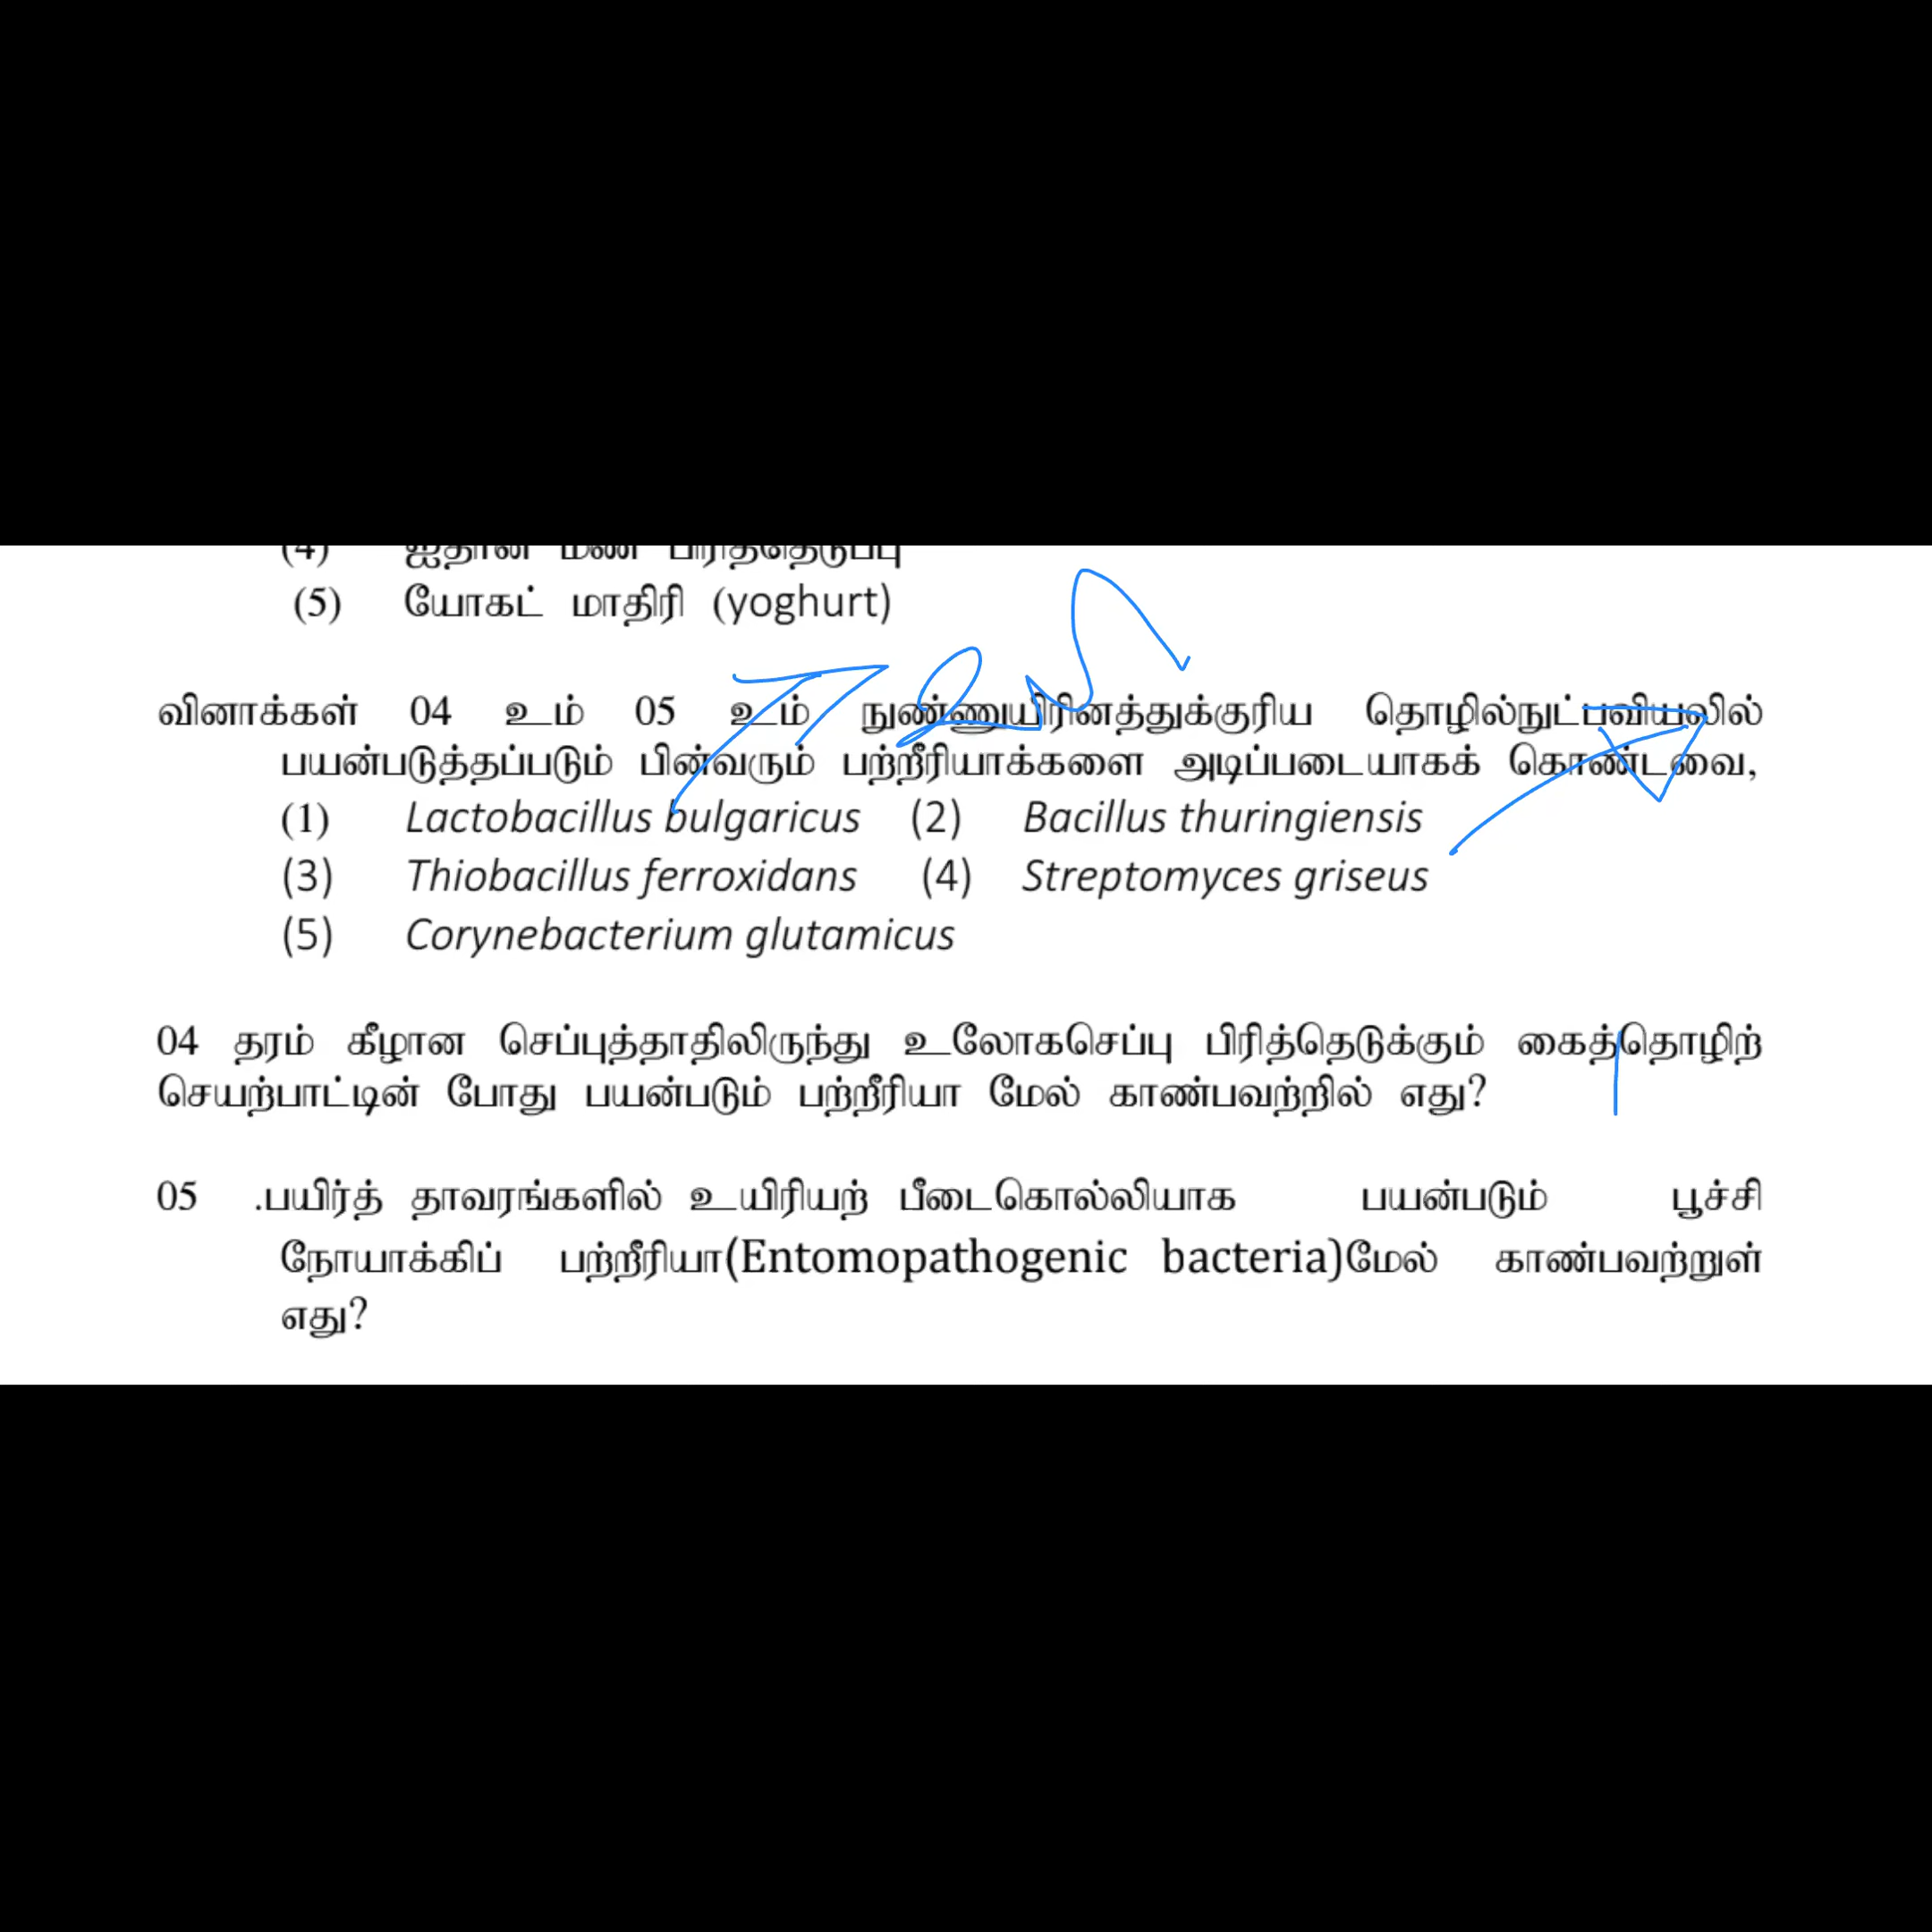 (4) ஐதான மண் பிரித்தெடுப்பு
(5) யோகட் மாதிரி (yoghurt)
வினாக்கள் 04 உம் 05 உம் நுண்ணுயிரினத்துக்குரிய தொழில்நுட்பவியலில்
பயன்படுத்தப்படும் பின்வரும் பற்றீரியாக்களை அடிப்படையாகக் கொண்டவை,
(1) Lactobacillus bulgaricus (2) Bacillus thuringiensis
(3) Thiobacillus ferroxidans (4) Streptomyces griseus
(5) Corynebacterium glutamicus
04 தரம் கீழான செப்புத்தாதிலிருந்து உலோகசெப்பு பிரித்தெடுக்கும் கைத்தொழிற்
செயற்பாட்டின் போது பயன்படும் பற்றீரியா மேல் காண்பவற்றில் எது?
05 .பயிர்த் தாவரங்களில் உயிரியற் பீடைகொல்லியாக பயன்படும் பூச்சி
நோயாக்கிப் பற்றீரியா(Entomopathogenic bacteria)மேல் காண்பவற்றுள்
எது?